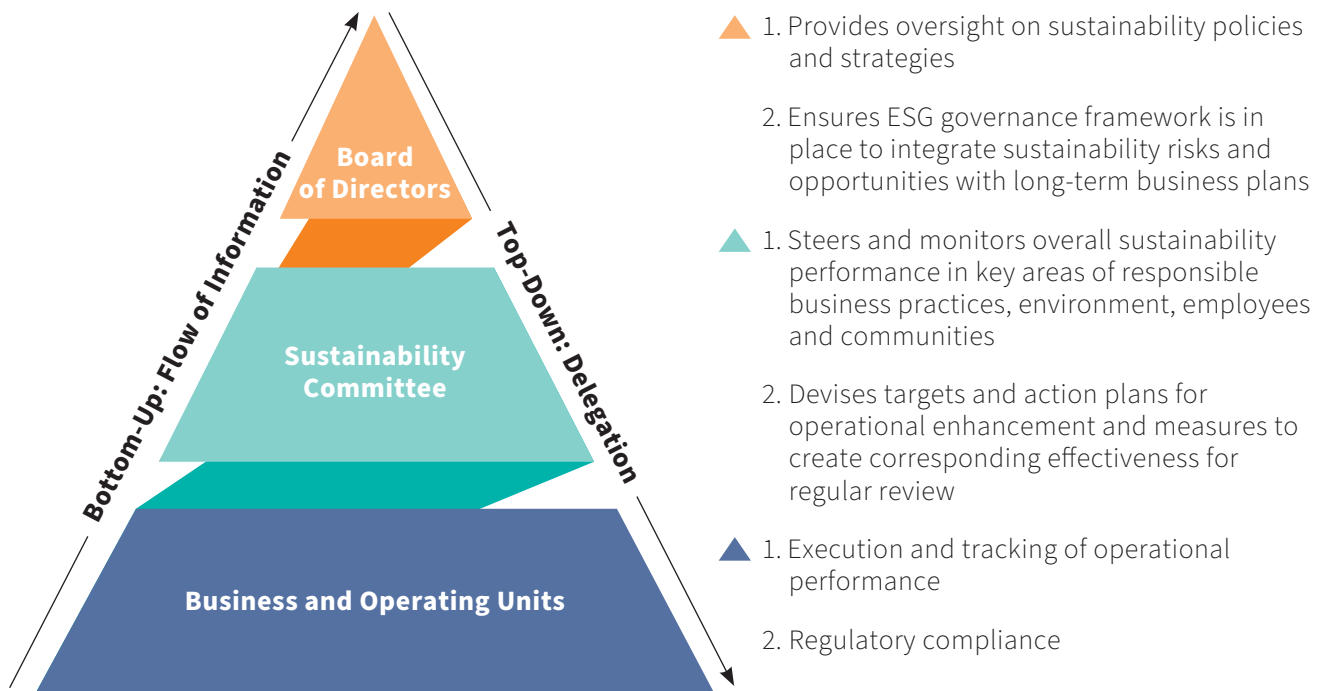 Board
of Directors
Sustainability
Committee
Business and Operating Units
Bottom-Up: Flow of Information
Top-Down: Delegation
1. Provides oversight on sustainability policies
and strategies
2. Ensures ESG governance framework is in
place to integrate sustainability risks and
opportunities with long-term business plans
1. Steers and monitors overall sustainability
performance in key areas of responsible
business practices, environment, employees
and communities
2. Devises targets and action plans for
operational enhancement and measures to
create corresponding effectiveness for
regular review
1. Execution and tracking of operational
performance
2. Regulatory compliance